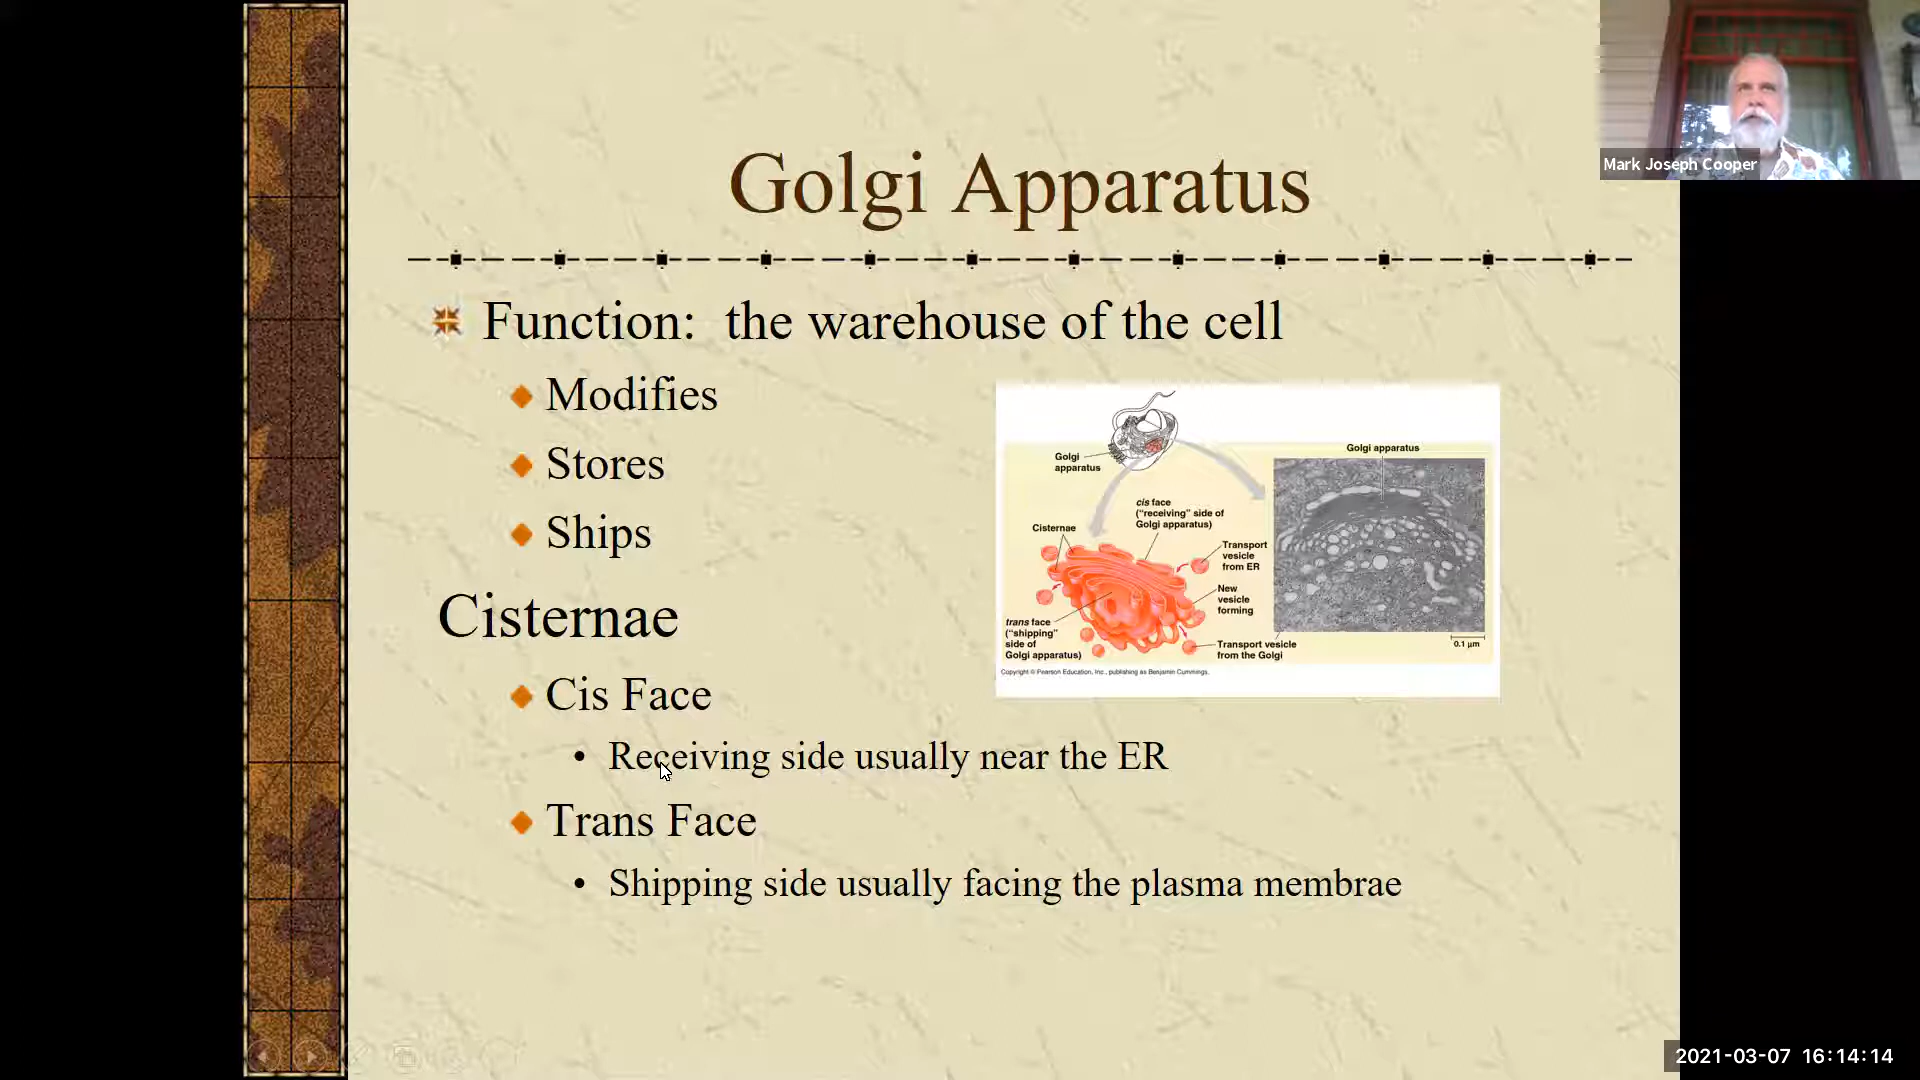 Mark Joseph Cooper
Golgi Apparatus
Function: the warehouse of the cell
Modifies
Stores
Ships
Cisternae
Cis Face
• Receiving side usually near the ER
Trans Face
• Shipping side usually facing the plasma membrae
Golgi
apparatus
Golgi apparatus
cis face
("receiving" side of
Golgi apparatus)
Cisternae
Transport
vesicle
from ER
New
vesicle
forming
trans face
("shipping"
side of
Golgi apparatus)
Transport vesicle
from the Golgi
0.1 µm
Copyright © Pearson Education, Inc., publishing as Benjamin Cummings.
2021-03-07 16:14:14